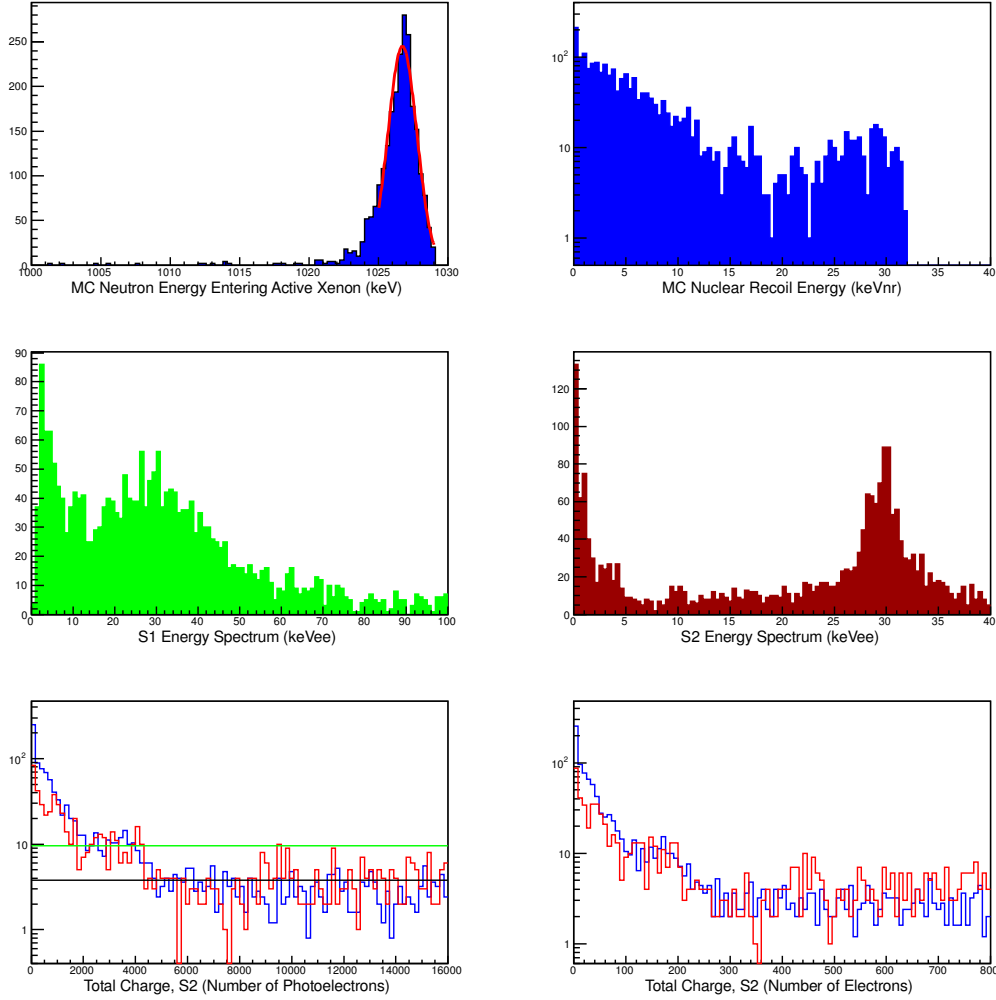 250
200
150
100
50
0
1000 1005 1010 1015 1020 1025 1030
MC Neutron Energy Entering Active Xenon (keV)
10^2
10
1
0 5 10 15 20 25 30 35 40
MC Nuclear Recoil Energy (keVnr)
90
80
70
60
50
40
30
20
10
0
0 10 20 30 40 50 60 70 80 90 100
S1 Energy Spectrum (keVee)
120
100
80
60
40
20
0
0 5 10 15 20 25 30 35 40
S2 Energy Spectrum (keVee)
10^2
10
1
0 2000 4000 6000 8000 10000 12000 14000 16000
Total Charge, S2 (Number of Photoelectrons)
10^2
10
1
0 100 200 300 400 500 600 700 800
Total Charge, S2 (Number of Electrons)